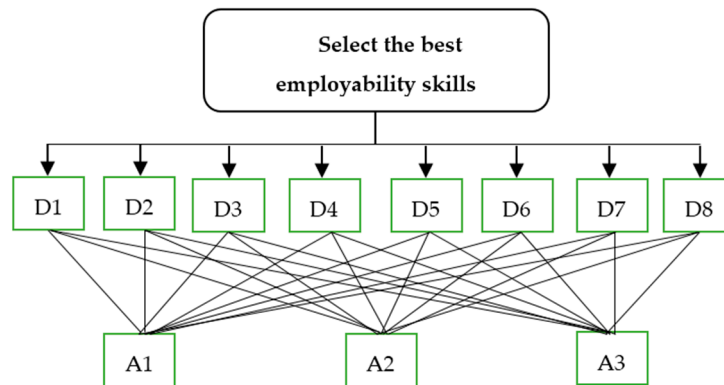 Select the best
employability skills
D1 D2 D3 D4 D5 D6 D7 D8
A1 A2 A3